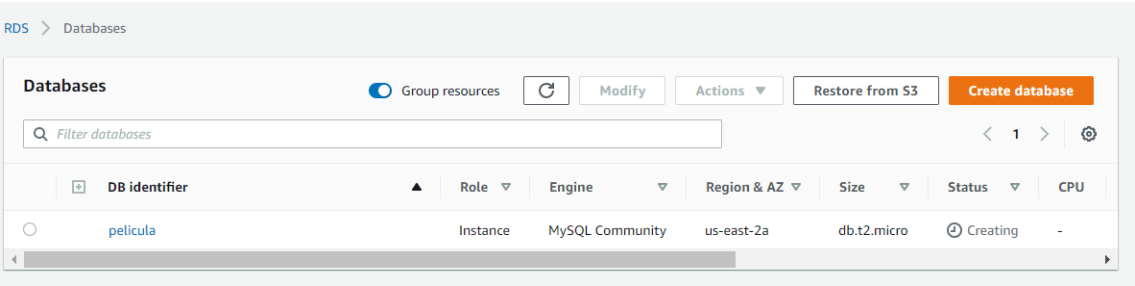 RDS > Databases
Databases Group resources Modify Actions Restore from S3 Create database
Filter databases 1
DB identifier Role Engine Region & AZ Size Status CPU
pelicula Instance MySQL Community us-east-2a db.t2.micro Creating -